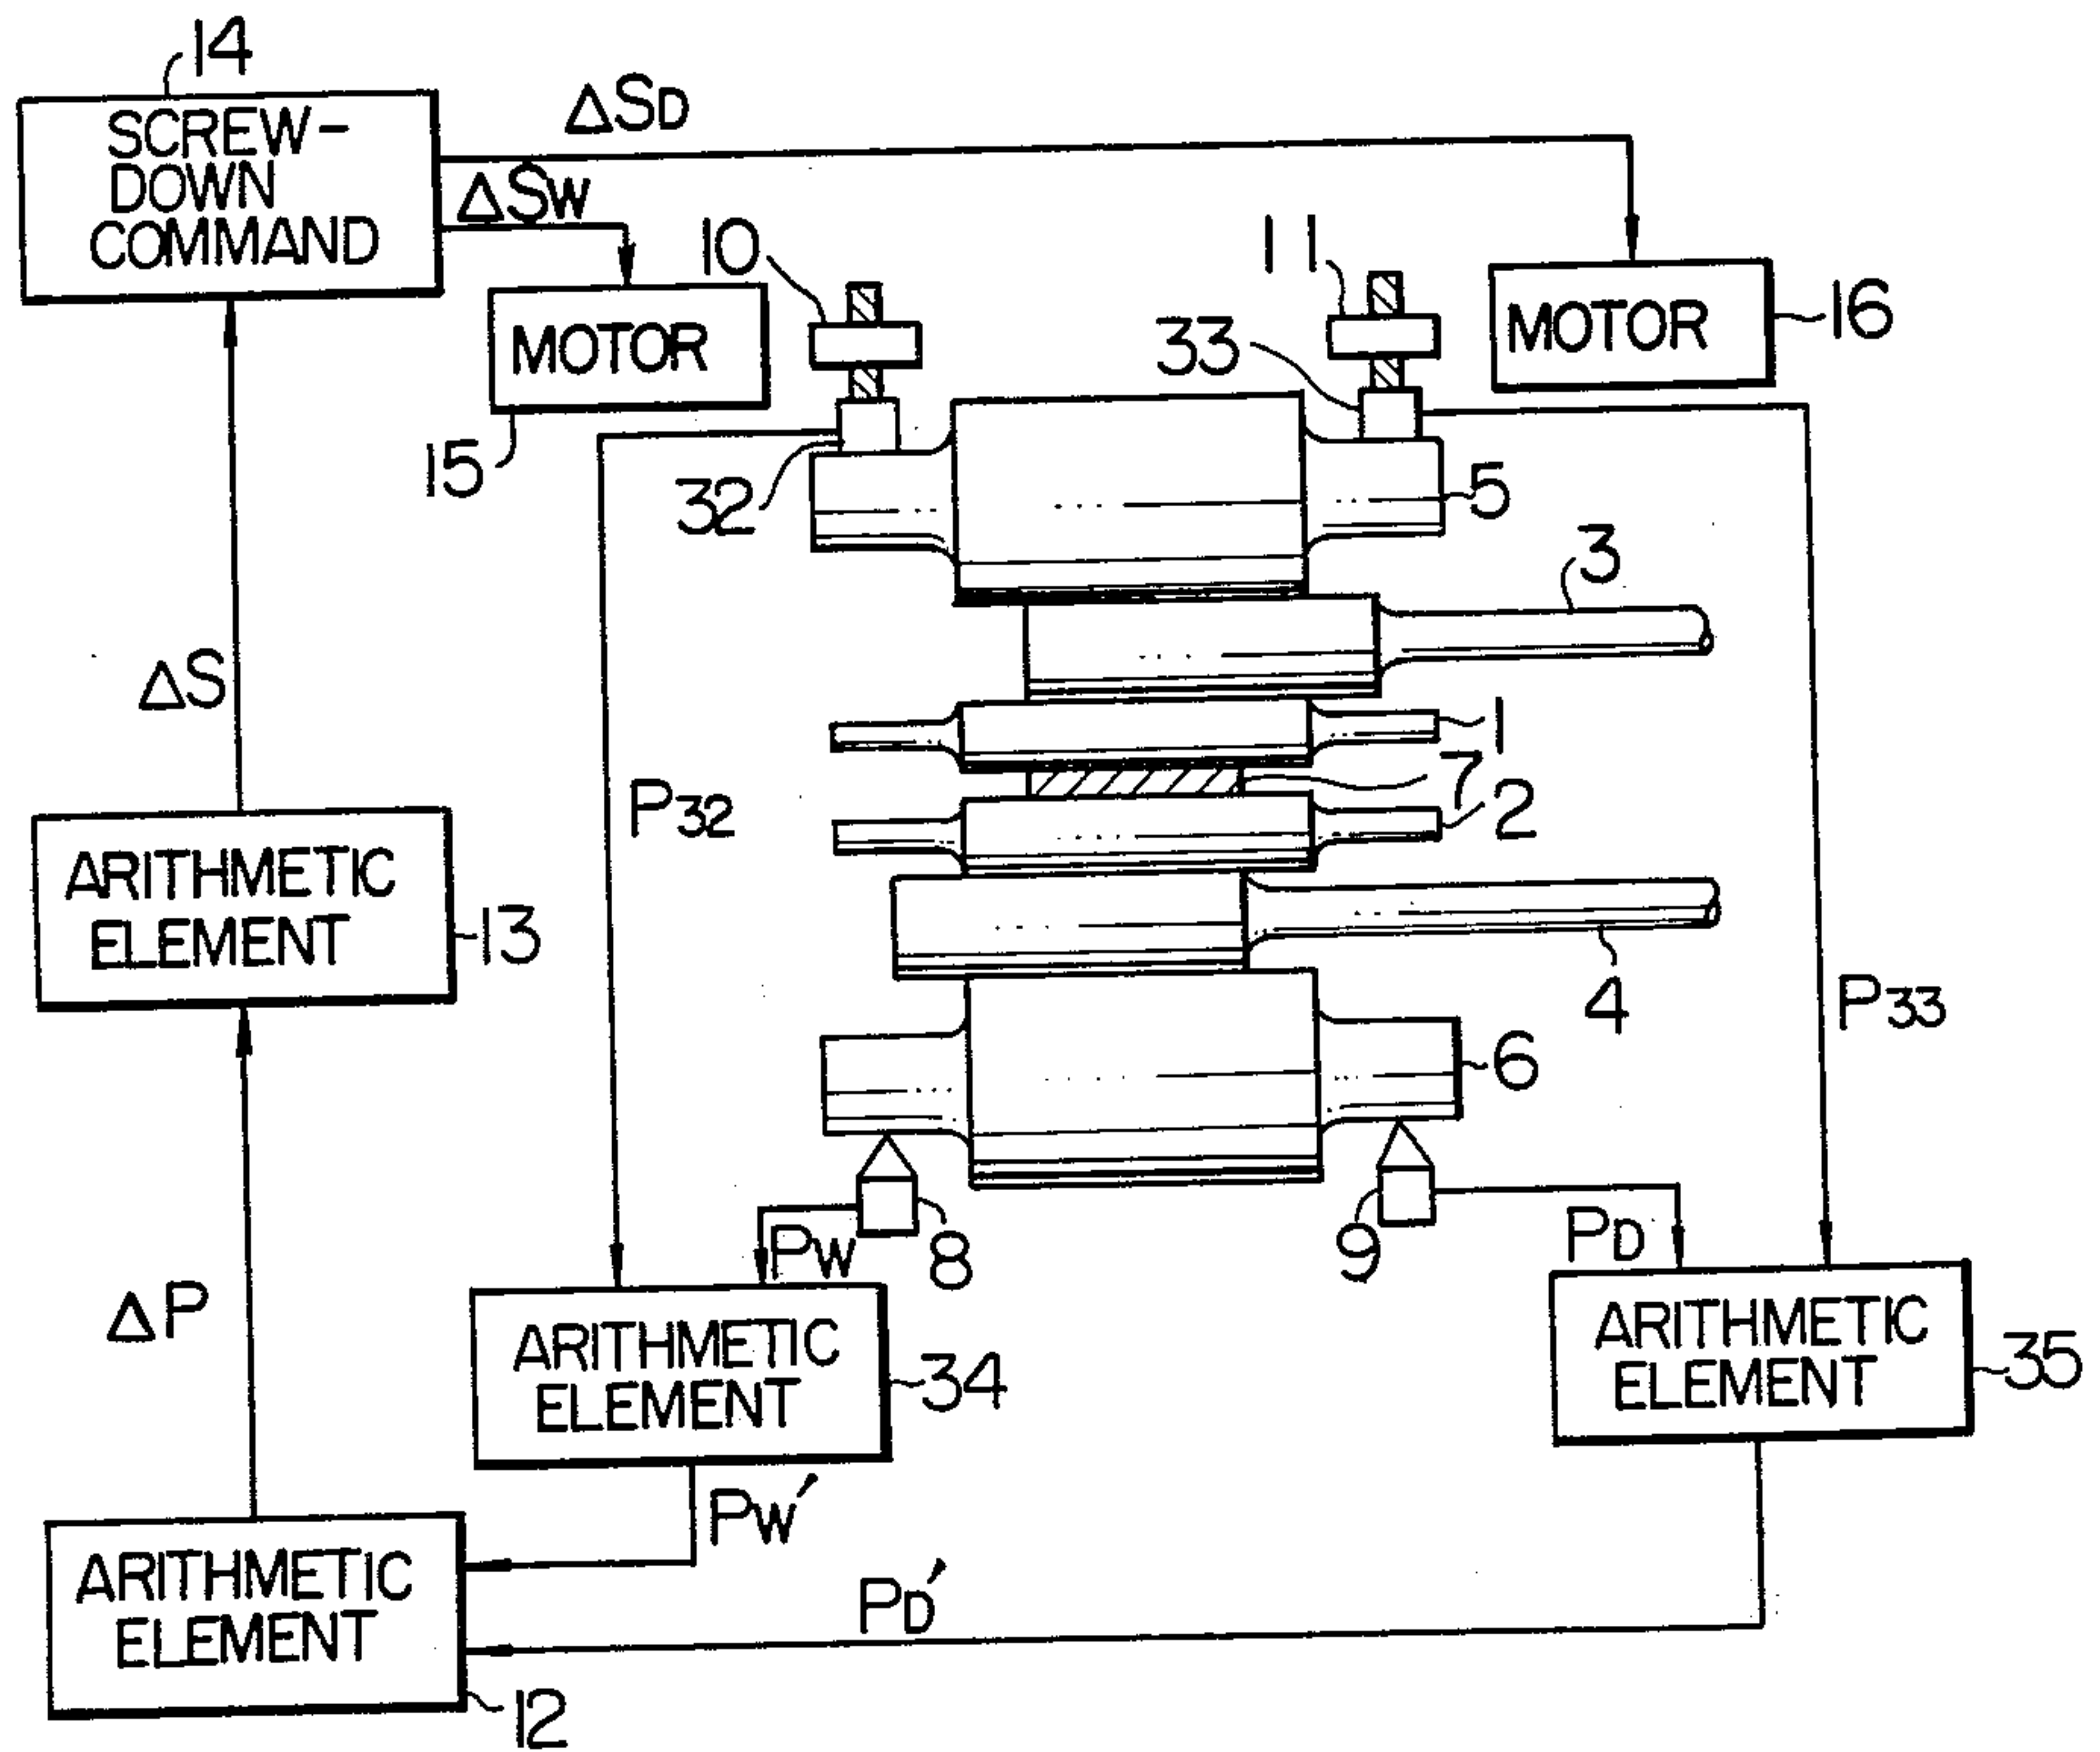 14
SCREW-
DOWN
COMMAND
ΔSD
ΔSW
MOTOR
15
10
11
MOTOR
16
33
32
5
3
1
7
2
4
6
ΔS
P32
P33
ARITHMETIC
ELEMENT
13
PW
8
9
PD
ΔP
ARITHMETIC
ELEMENT
34
ARITHMETIC
ELEMENT
35
PW'
PD'
ARITHMETIC
ELEMENT
12